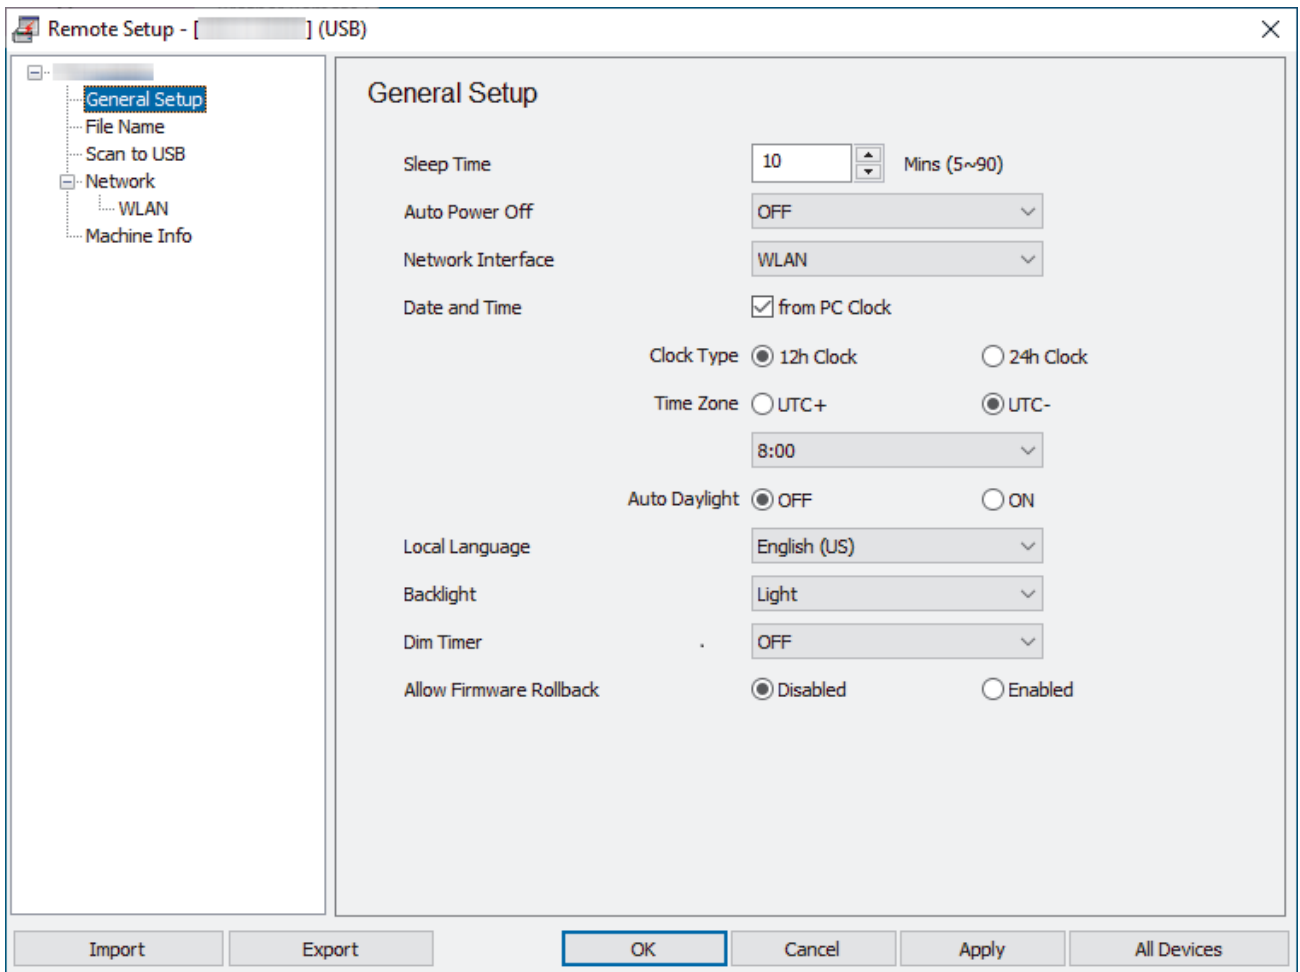 Remote Setup - [ ] (USB)
General Setup
File Name
Scan to USB
Network
WLAN
Machine Info
General Setup
Sleep Time 10 Mins (5~90)
Auto Power Off OFF
Network Interface WLAN
Date and Time from PC Clock
Clock Type 12h Clock 24h Clock
Time Zone UTC+ UTC-
8:00
Auto Daylight OFF ON
Local Language English (US)
Backlight Light
Dim Timer . OFF
Allow Firmware Rollback Disabled Enabled
Import Export OK Cancel Apply All Devices